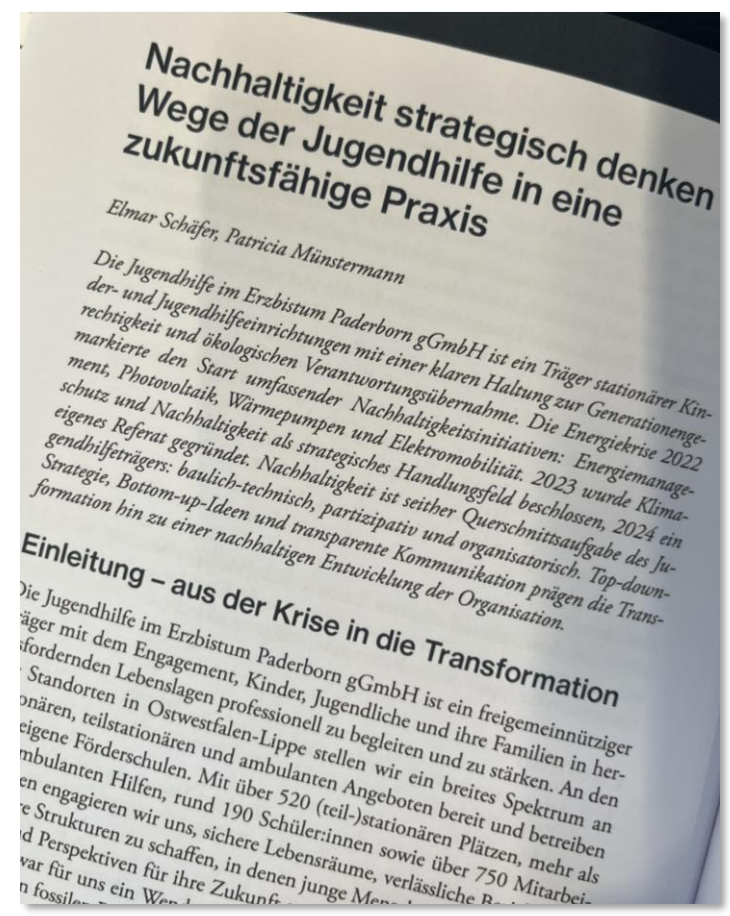 Nachhaltigkeit strategisch denken
Wege der Jugendhilfe in eine
zukunftsfähige Praxis
Elmar Schäfer, Patricia Münstermann
Die Jugendhilfe im Erzbistum Paderborn gGmbH ist ein Träger stationärer Kin-
der- und Jugendhilfeeinrichtungen mit einer klaren Haltung zur Generationenge-
rechtigkeit und ökologischen Verantwortungsübernahme. Die Energiekrise 2022
markierte den Start umfassender Nachhaltigkeitsinitiativen: Energiemanage-
ment, Photovoltaik, Wärmepumpen und Elektromobilität. 2023 wurde Klima-
schutz und Nachhaltigkeit als strategisches Handlungsfeld beschlossen, 2024 ein
eigenes Referat gegründet. Nachhaltigkeit ist seither Querschnittsaufgabe des Ju-
gendhilfeträgers: baulich-technisch, partizipativ und organisatorisch. Top-down-
Strategie, Bottom-up-Ideen und transparente Kommunikation prägen die Trans-
formation hin zu einer nachhaltigen Entwicklung der Organisation.
Einleitung – aus der Krise in die Transformation
Die Jugendhilfe im Erzbistum Paderborn gGmbH ist ein freigemeinnütziger
äger mit dem Engagement, Kinder, Jugendliche und ihre Familien in her-
sfordernden Lebenslagen professionell zu begleiten und zu stärken. An den
Standorten in Ostwestfalen-Lippe stellen wir ein breites Spektrum an
onären, teilstationären und ambulanten Angeboten bereit und betreiben
eigene Förderschulen. Mit über 520 (teil-)stationären Plätzen, mehr als
mbulanten Hilfen, rund 190 Schüler:innen sowie über 750 Mitarbei-
en engagieren wir uns, sichere Lebensräume, verlässliche
e Strukturen zu schaffen, in denen junge
d Perspektiven für ihre
war für uns ein
n fossiler